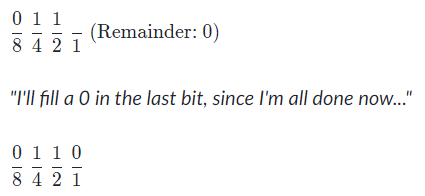 0 1 1
8 4 2 1 (Remainder: 0)
"I'll fill a 0 in the last bit, since I'm all done now..."
0 1 1 0
8 4 2 1